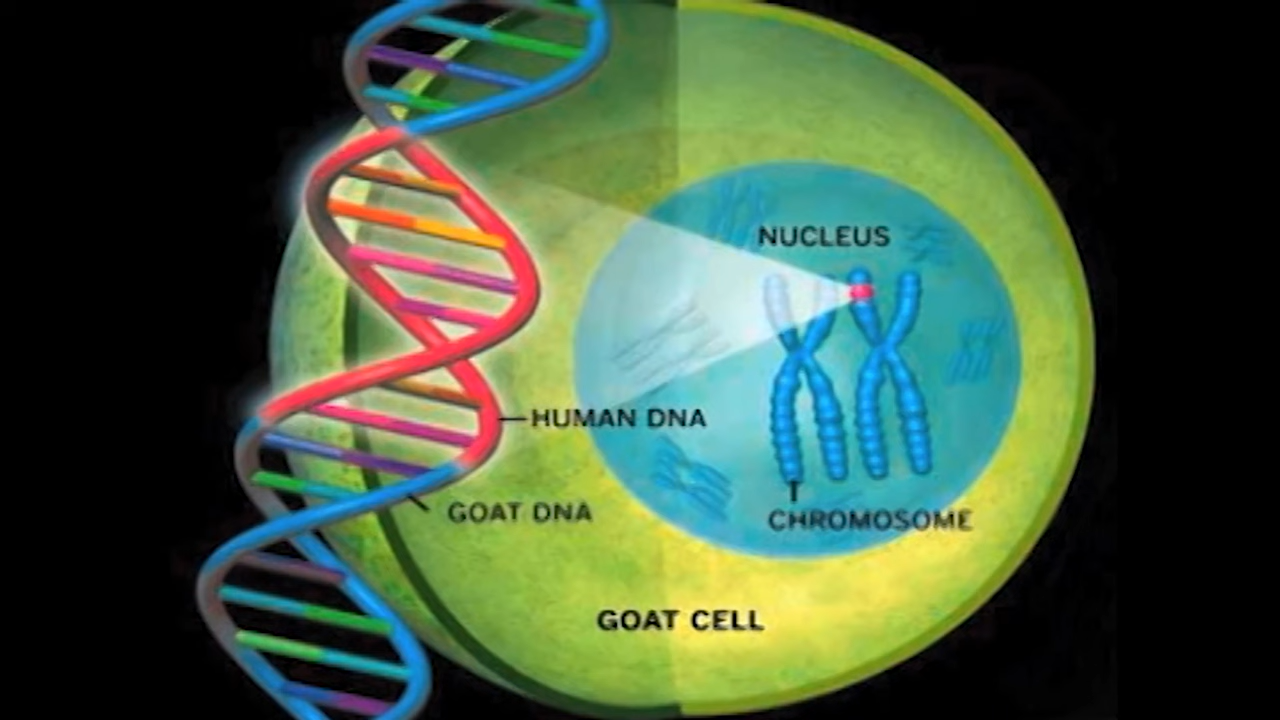 NUCLEUS
HUMAN DNA
GOAT DNA
CHROMOSOME
GOAT CELL